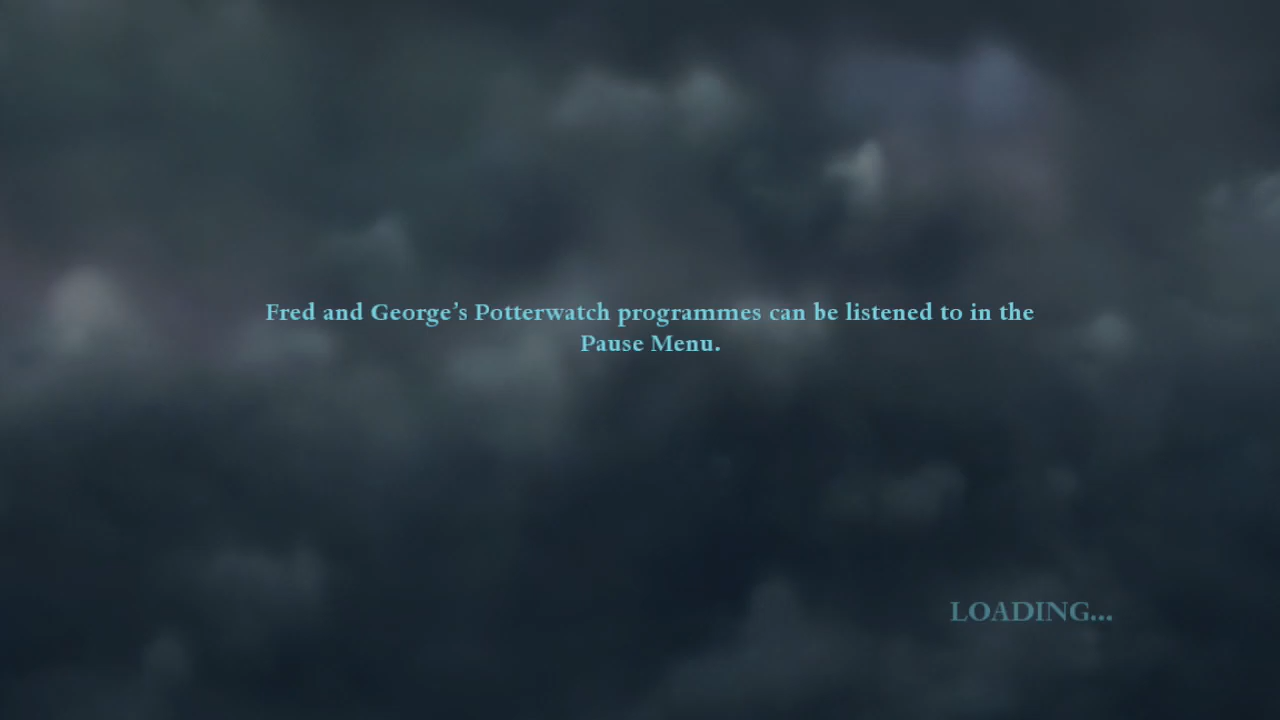 Fred and George’s Potterwatch programmes can be listened to in the
Pause Menu.
LOADING...